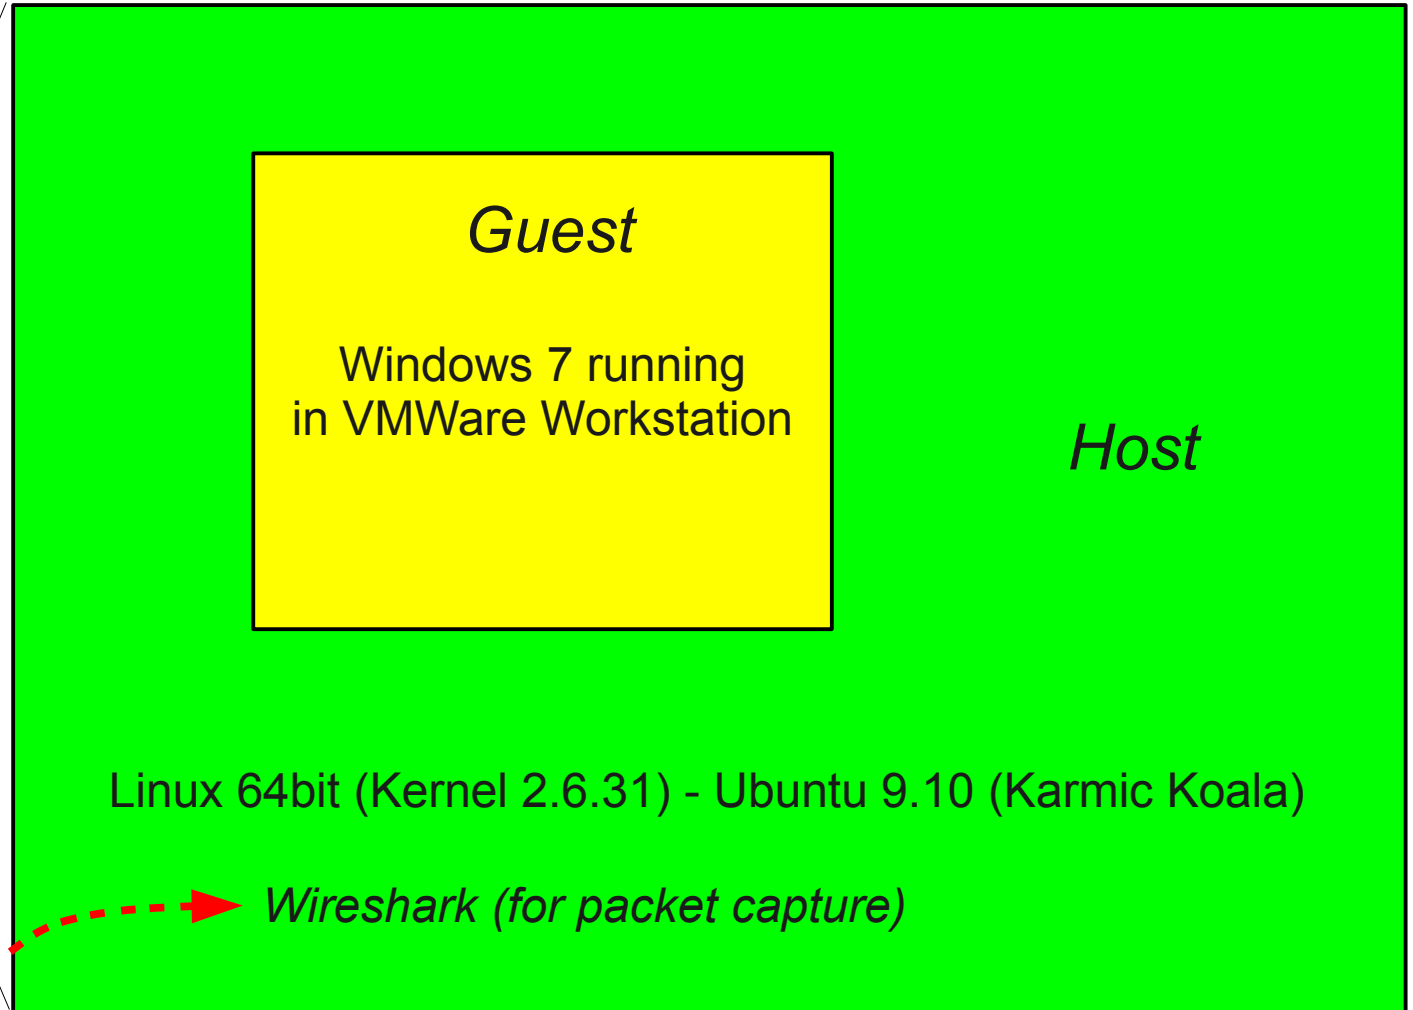 Guest
Windows 7 running
in VMWare Workstation
Host
Linux 64bit (Kernel 2.6.31) - Ubuntu 9.10 (Karmic Koala)
Wireshark (for packet capture)